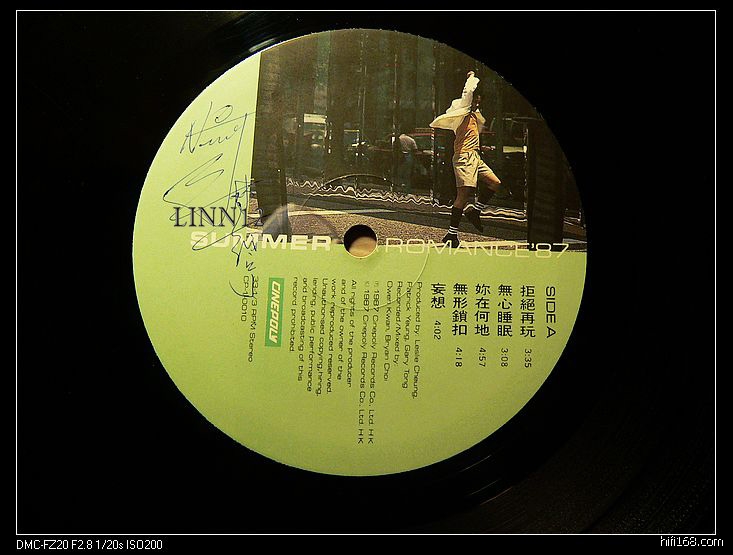 LINN12
SUMMER ROMANCE'87
SIDE A
拒絕再玩 3:35
無心睡眠 3:08
妳在何地 4:57
無形鎖扣 4:18
妄想 4:02
Produced by: Leslie Cheung,
Patrick Yeung, Gary Tong
Recorded/Mixed by:
Owen Kwan, Bryan Choi
℗ 1987 Cinepoly Records Co. Ltd. H K
© 1987 Cinepoly Records Co. Ltd. H K
All rights of the producer
and of the owner of the
work reproduced reserved.
Unauthorised copying, hiring,
lending, public performance
and broadcasting of this
record prohibited.
CINEPOLY
33 1/3 RPM Stereo
CP-1-0010
DMC-FZ20 F2.8 1/20s ISO200
hifi168.com